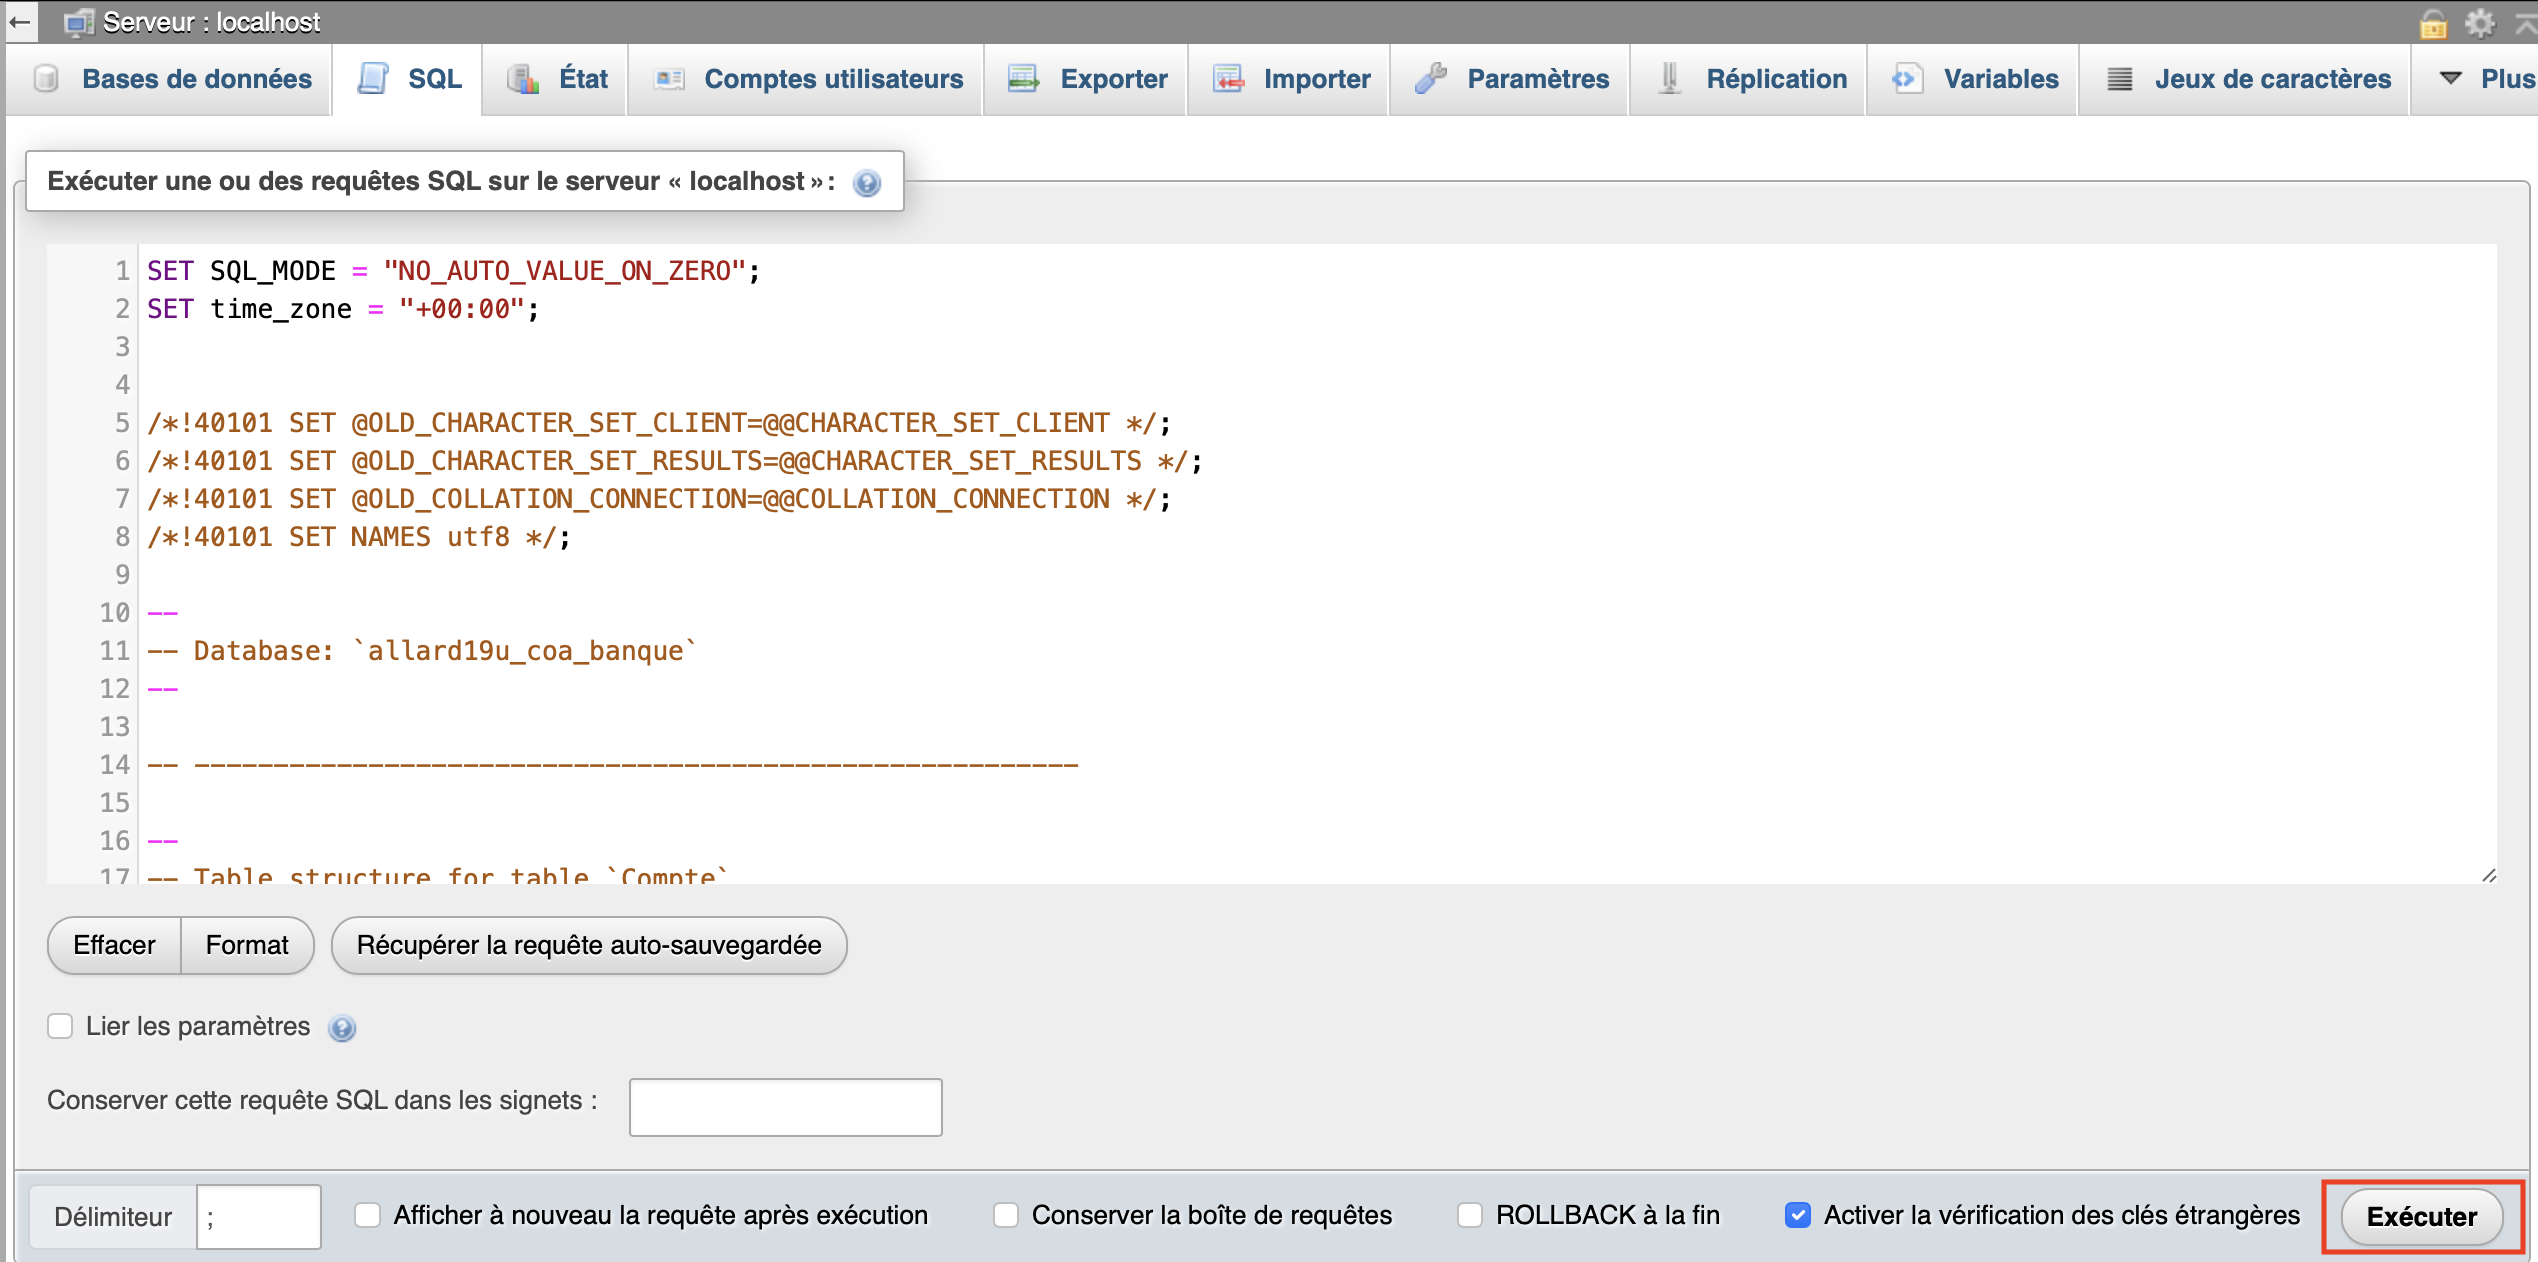 Serveur : localhost
Bases de données SQL État Comptes utilisateurs Exporter Importer Paramètres Réplication Variables Jeux de caractères Plus
Exécuter une ou des requêtes SQL sur le serveur « localhost » :
1 SET SQL_MODE = "NO_AUTO_VALUE_ON_ZERO";
2 SET time_zone = "+00:00";
3
4
5 /*!40101 SET @OLD_CHARACTER_SET_CLIENT=@@CHARACTER_SET_CLIENT */;
6 /*!40101 SET @OLD_CHARACTER_SET_RESULTS=@@CHARACTER_SET_RESULTS */;
7 /*!40101 SET @OLD_COLLATION_CONNECTION=@@COLLATION_CONNECTION */;
8 /*!40101 SET NAMES utf8 */;
9
10 --
11 -- Database: `allard19u_coa_banque`
12 --
13
14 -- --------------------------------------------------------
15
16 --
17 -- Table structure for table `Compte`
Effacer Format Récupérer la requête auto-sauvegardée
Lier les paramètres
Conserver cette requête SQL dans les signets :
Délimiteur ; Afficher à nouveau la requête après exécution Conserver la boîte de requêtes ROLLBACK à la fin Activer la vérification des clés étrangères Exécuter